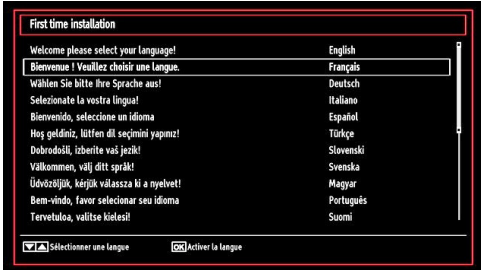 First time installation
Welcome please select your language! English
Bienvenue ! Veuillez choisir une langue. Français
Wählen Sie bitte Ihre Sprache aus! Deutsch
Selezionate la vostra lingua! Italiano
Bienvenido, seleccione un idioma Español
Hoş geldiniz, lütfen dil seçimini yapınız! Türkçe
Dobrodošli, izberite vaš jezik! Slovenski
Välkommen, välj ditt språk! Svenska
Üdvözöljük, kérjük válassza ki a nyelvet! Magyar
Bem-vindo, favor selecionar seu idioma Português
Tervetuloa, valitse kielesi! Suomi
Sélectionner une langue OK Activer la langue